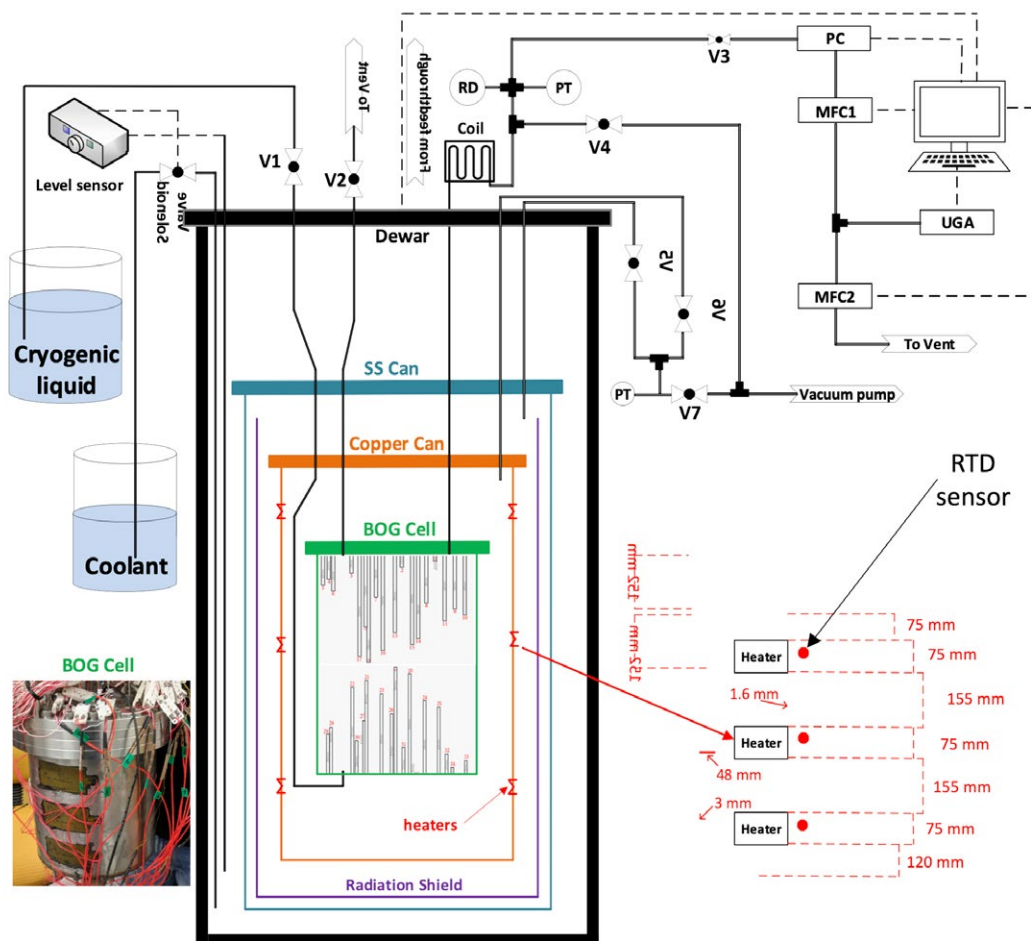 To Vent
From Feedthrough
V3
PC
RD
PT
MFC1
Coil
V4
V1
V2
Level sensor
Solenoid
Valve
Dewar
UGA
V5
V6
MFC2
To Vent
Cryogenic
liquid
SS Can
PT
V7
Vacuum pump
Copper Can
RTD
sensor
BOG Cell
Coolant
152 mm
152 mm
75 mm
Heater
75 mm
BOG Cell
1.6 mm
155 mm
Heater
75 mm
48 mm
155 mm
3 mm
heaters
Heater
75 mm
120 mm
Radiation Shield